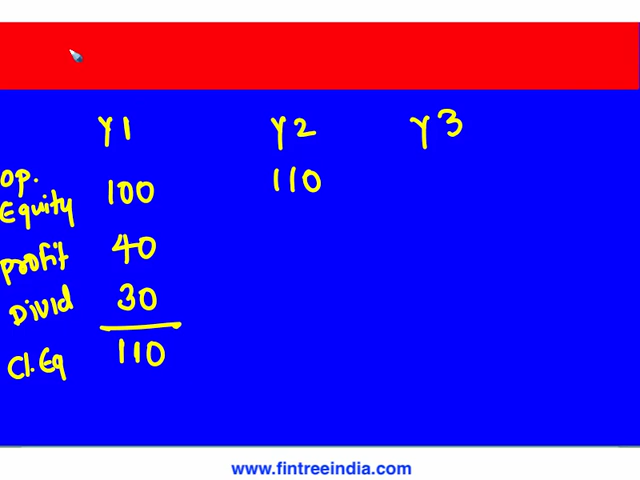 Y1 Y2 Y3
Op.
Equity 100 110
Profit 40
Divid 30
Cl.Eq 110
www.fintreeindia.com